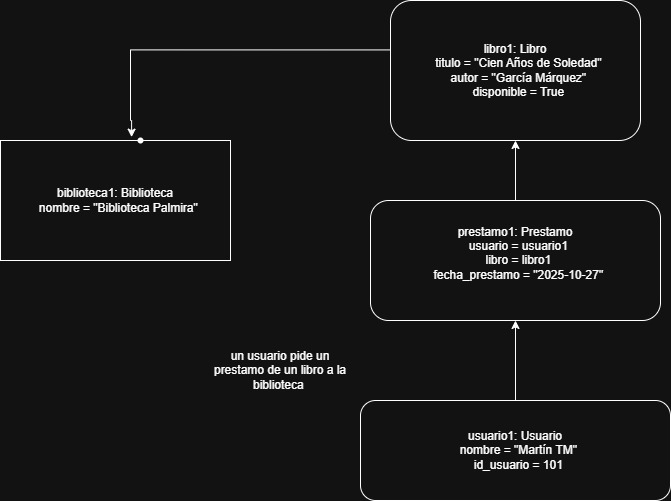 libro1: Libro
titulo = "Cien Años de Soledad"
autor = "García Márquez"
disponible = True
biblioteca1: Biblioteca
nombre = "Biblioteca Palmira"
prestamo1: Prestamo
usuario = usuario1
libro = libro1
fecha_prestamo = "2025-10-27"
un usuario pide un
prestamo de un libro a la
biblioteca
usuario1: Usuario
nombre = "Martín TM"
id_usuario = 101